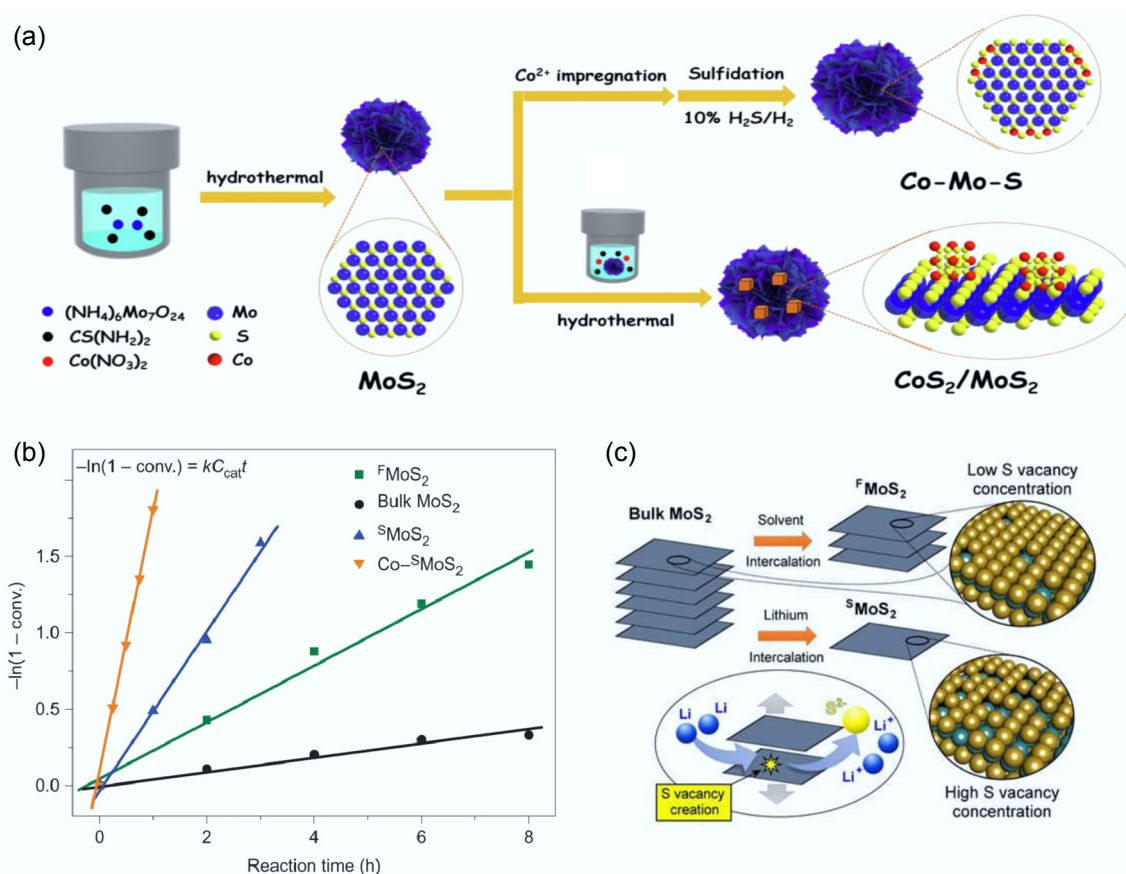 (a)
hydrothermal
(NH₄)₆Mo₇O₂₄
CS(NH₂)₂
Co(NO₃)₂
Mo
S
Co
MoS₂
Co²⁺ impregnation
Sulfidation
10% H₂S/H₂
Co-Mo-S
hydrothermal
CoS₂/MoS₂
(b)
–ln(1 – conv.) = kC_cat t
ᶠMoS₂
Bulk MoS₂
ˢMoS₂
Co–ˢMoS₂
–ln(1 – conv.)
1.5
1.0
0.5
0.0
0
2
4
6
8
Reaction time (h)
(c)
Bulk MoS₂
Solvent
Intercalation
ᶠMoS₂
Low S vacancy
concentration
Lithium
Intercalation
ˢMoS₂
Li
Li
S²⁻
Li⁺
Li⁺
S vacancy
creation
High S vacancy
concentration